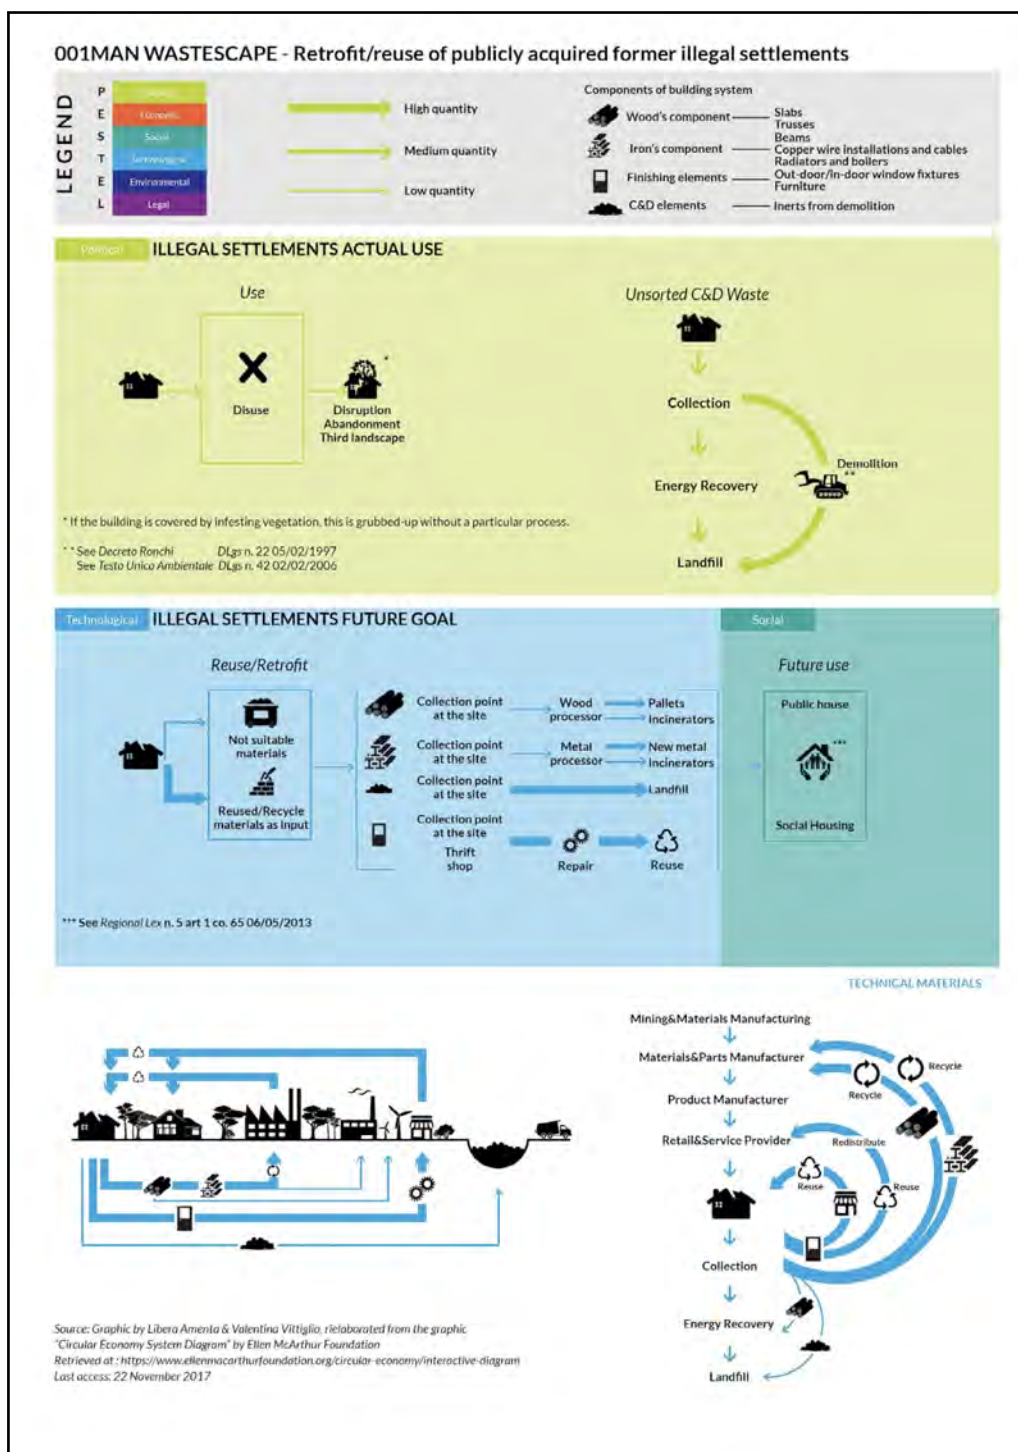 001MAN WASTESCAPE - Retrofit/reuse of publicly acquired former illegal settlements
LEGEND
P
E Economic
S Social
T Technological
E Environmental
L Legal
High quantity
Medium quantity
Low quantity
Components of building system
Wood's component
Slabs
Trusses
Beams
Iron's component
Copper wire installations and cables
Radiators and boilers
Finishing elements
Out-door/in-door window fixtures
Furniture
C&D elements
Inerts from demolition
Political
ILLEGAL SETTLEMENTS ACTUAL USE
Use
Disuse
*
Disruption
Abandonment
Third landscape
Unsorted C&D Waste
Collection
Energy Recovery
Landfill
Demolition
**
* If the building is covered by infesting vegetation, this is grubbed-up without a particular process.
** See Decreto Ronchi DLgs n. 22 05/02/1997
See Testo Unico Ambientale DLgs n. 42 02/02/2006
Technological
ILLEGAL SETTLEMENTS FUTURE GOAL
Social
Reuse/Retrofit
Not suitable
materials
Reused/Recycle
materials as input
Collection point
at the site
Wood
processor
Pallets
Incinerators
Collection point
at the site
Metal
processor
New metal
Incinerators
Collection point
at the site
Landfill
Collection point
at the site
Thrift
shop
Repair
Reuse
Future use
Public house
***
Social Housing
*** See Regional Lex n. 5 art 1 co. 65 06/05/2013
TECHNICAL MATERIALS
Mining&Materials Manufacturing
Materials&Parts Manufacturer
Product Manufacturer
Retail&Service Provider
Collection
Energy Recovery
Landfill
Recycle
Recycle
Redistribute
Reuse
Reuse
Source: Graphic by Libera Amenta & Valentina Vittiglio, rielaborated from the graphic
"Circular Economy System Diagram" by Ellen McArthur Foundation
Retrieved at : https://www.ellenmacarthurfoundation.org/circular-economy/interactive-diagram
Last access: 22 November 2017